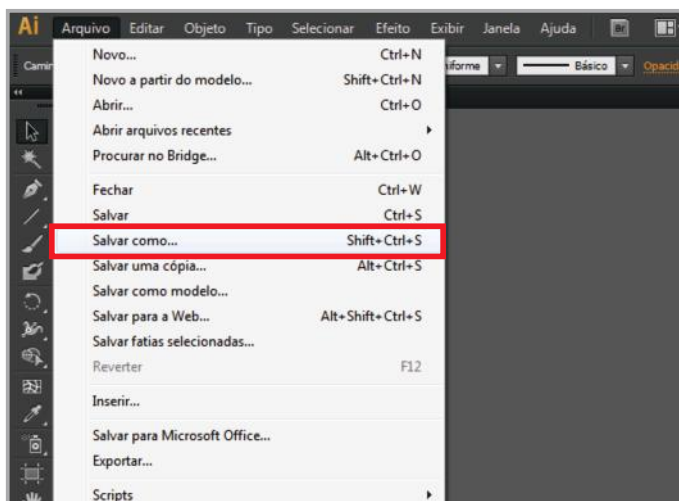 Ai Arquivo Editar Objeto Tipo Selecionar Efeito Exibir Janela Ajuda Br
Básico Opacid
Novo... Ctrl+N
Novo a partir do modelo... Shift+Ctrl+N
Abrir... Ctrl+O
Abrir arquivos recentes
Procurar no Bridge... Alt+Ctrl+O
Fechar Ctrl+W
Salvar Ctrl+S
Salvar como... Shift+Ctrl+S
Salvar uma cópia... Alt+Ctrl+S
Salvar como modelo...
Salvar para a Web... Alt+Shift+Ctrl+S
Salvar fatias selecionadas...
Reverter F12
Inserir...
Salvar para Microsoft Office...
Exportar...
Scripts